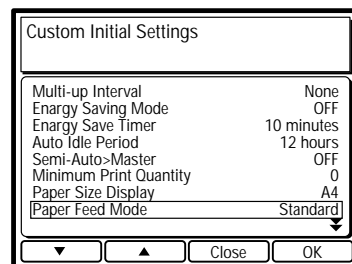 Custom Initial Settings
Multi-up Interval None
Enargy Saving Mode OFF
Enargy Save Timer 10 minutes
Auto Idle Period 12 hours
Semi-Auto>Master OFF
Minimum Print Quantity 0
Paper Size Display A4
Paper Feed Mode Standard
▼ ▲ Close OK